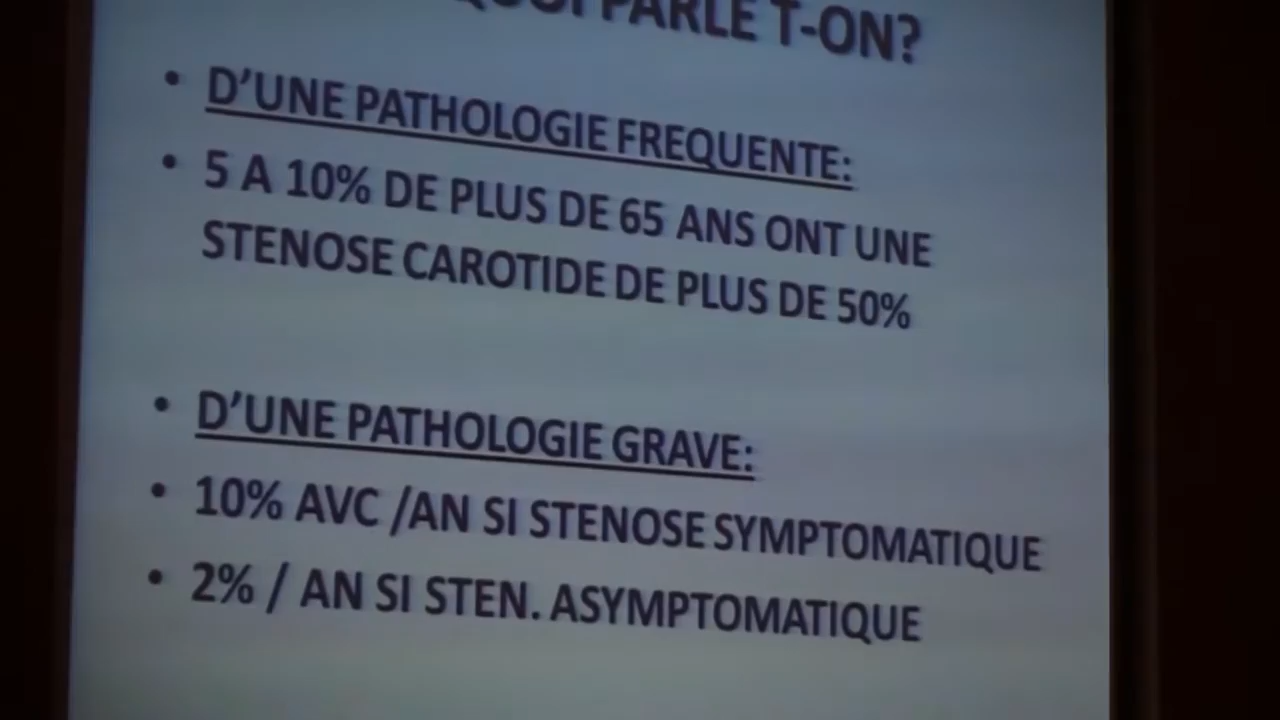 PARLE T-ON?
• D'UNE PATHOLOGIE FREQUENTE:
• 5 A 10% DE PLUS DE 65 ANS ONT UNE
STENOSE CAROTIDE DE PLUS DE 50%
• D'UNE PATHOLOGIE GRAVE:
• 10% AVC /AN SI STENOSE SYMPTOMATIQUE
• 2% / AN SI STEN. ASYMPTOMATIQUE